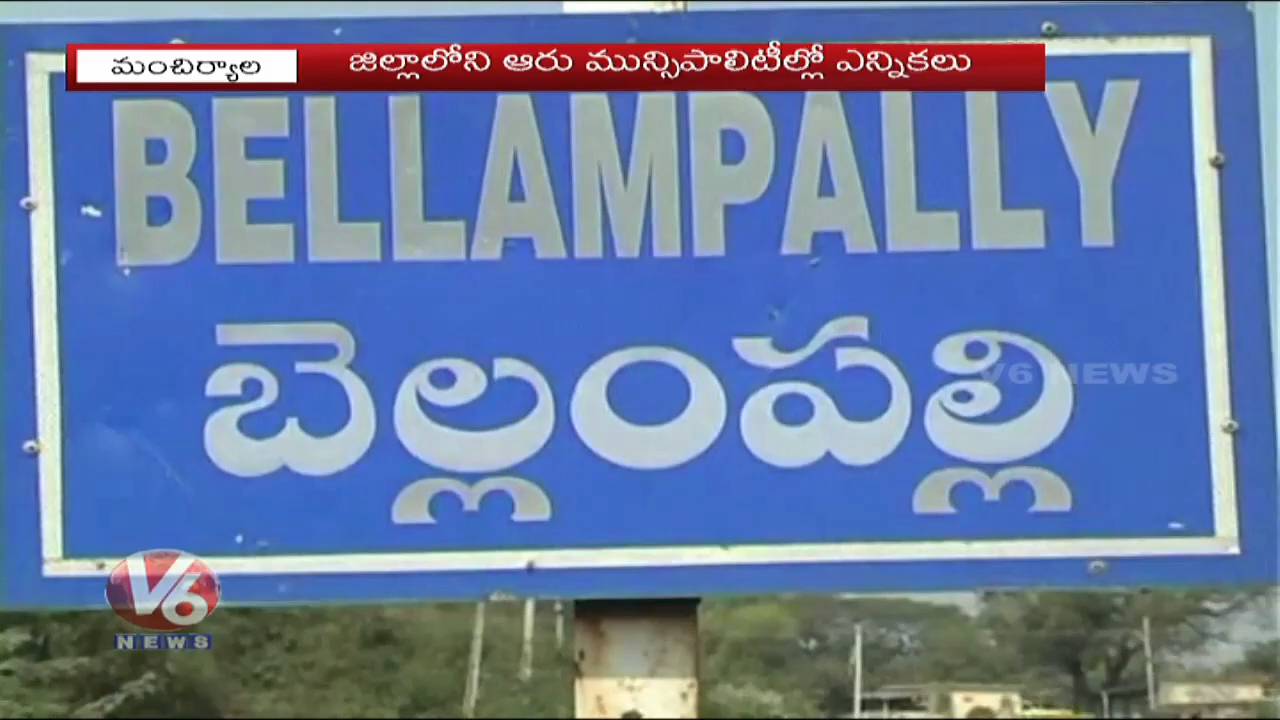 మంచిర్యాల
జిల్లాలోని ఆరు మున్సిపాలిటీల్లో ఎన్నికలు
BELLAMPALLY
బెల్లంపల్లి
V6 NEWS
V6
NEWS